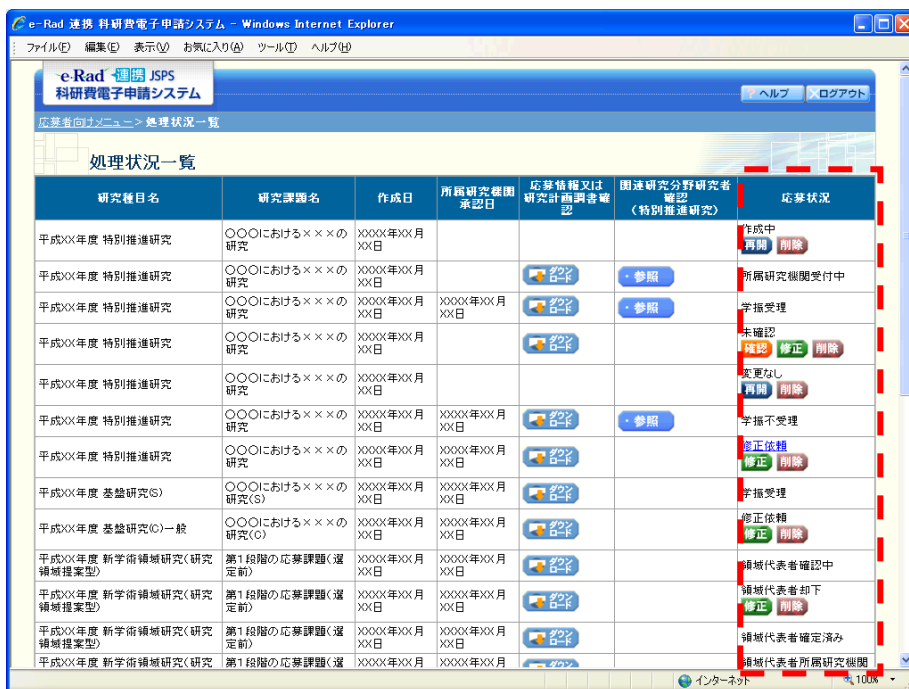 e-Rad 連携 科研費電子申請システム - Windows Internet Explorer
ファイル(F) 編集(E) 表示(V) お気に入り(A) ツール(T) ヘルプ(H)
e-Rad 連携 JSPS
科研費電子申請システム
? ヘルプ ×ログアウト
応募者向けメニュー> 処理状況一覧
処理状況一覧
研究種目名 研究課題名 作成日 所属研究機関承認日 応募情報又は研究計画調書確認 関連研究分野研究者確認(特別推進研究) 応募状況
平成XX年度 特別推進研究 〇〇〇における×××の研究 XXXX年XX月XX日 作成中 再開 削除
平成XX年度 特別推進研究 〇〇〇における×××の研究 XXXX年XX月XX日 ダウンロード ・参照 所属研究機関受付中
平成XX年度 特別推進研究 〇〇〇における×××の研究 XXXX年XX月XX日 XXXX年XX月XX日 ダウンロード ・参照 学振受理
平成XX年度 特別推進研究 〇〇〇における×××の研究 XXXX年XX月XX日 ダウンロード 未確認 確認 修正 削除
平成XX年度 特別推進研究 〇〇〇における×××の研究 XXXX年XX月XX日 変更なし 再開 削除
平成XX年度 特別推進研究 〇〇〇における×××の研究 XXXX年XX月XX日 XXXX年XX月XX日 ダウンロード ・参照 学振不受理
平成XX年度 特別推進研究 〇〇〇における×××の研究 XXXX年XX月XX日 XXXX年XX月XX日 ダウンロード 修正依頼 修正 削除
平成XX年度 基盤研究(S) 〇〇〇における×××の研究(S) XXXX年XX月XX日 XXXX年XX月XX日 ダウンロード 学振受理
平成XX年度 基盤研究(C)一般 〇〇〇における×××の研究(C) XXXX年XX月XX日 XXXX年XX月XX日 ダウンロード 修正依頼 修正 削除
平成XX年度 新学術領域研究(研究領域提案型) 第1段階の応募課題(選定前) XXXX年XX月XX日 XXXX年XX月XX日 ダウンロード 領域代表者確認中
平成XX年度 新学術領域研究(研究領域提案型) 第1段階の応募課題(選定前) XXXX年XX月XX日 XXXX年XX月XX日 ダウンロード 領域代表者却下 修正 削除
平成XX年度 新学術領域研究(研究領域提案型) 第1段階の応募課題(選定前) XXXX年XX月XX日 XXXX年XX月XX日 ダウンロード 領域代表者確定済み
平成XX年度 新学術領域研究(研究 第1段階の応募課題(選 XXXX年XX月 XXXX年XX月 領域代表者所属研究機関
インターネット 100%